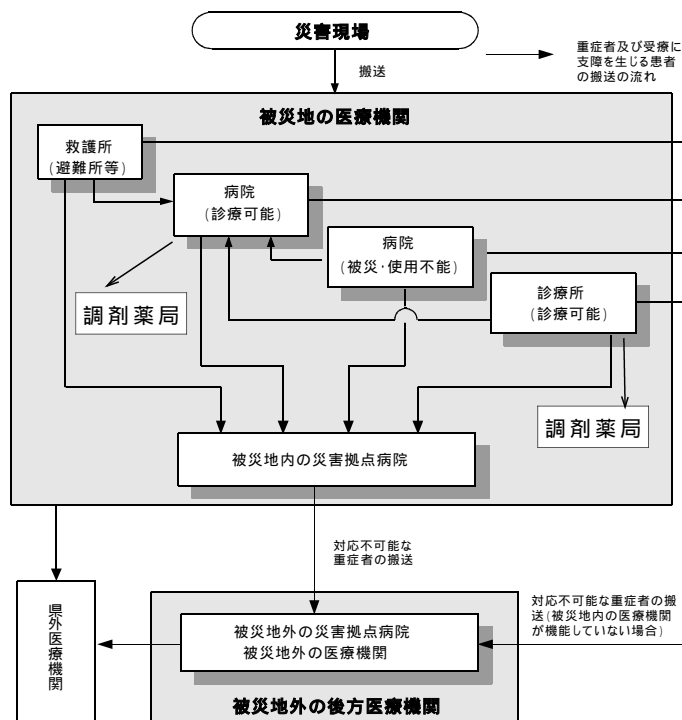 災害現場
重症者及び受療に
支障を生じる患者
の搬送の流れ
搬送
被災地の医療機関
救護所
(避難所等)
病院
(診療可能)
病院
(被災・使用不能)
診療所
(診療可能)
調剤薬局
調剤薬局
被災地内の災害拠点病院
対応不可能な
重症者の搬送
県外医療機関
被災地外の災害拠点病院
被災地外の医療機関
対応不可能な重症者の搬
送(被災地内の医療機関
が機能していない場合)
被災地外の後方医療機関